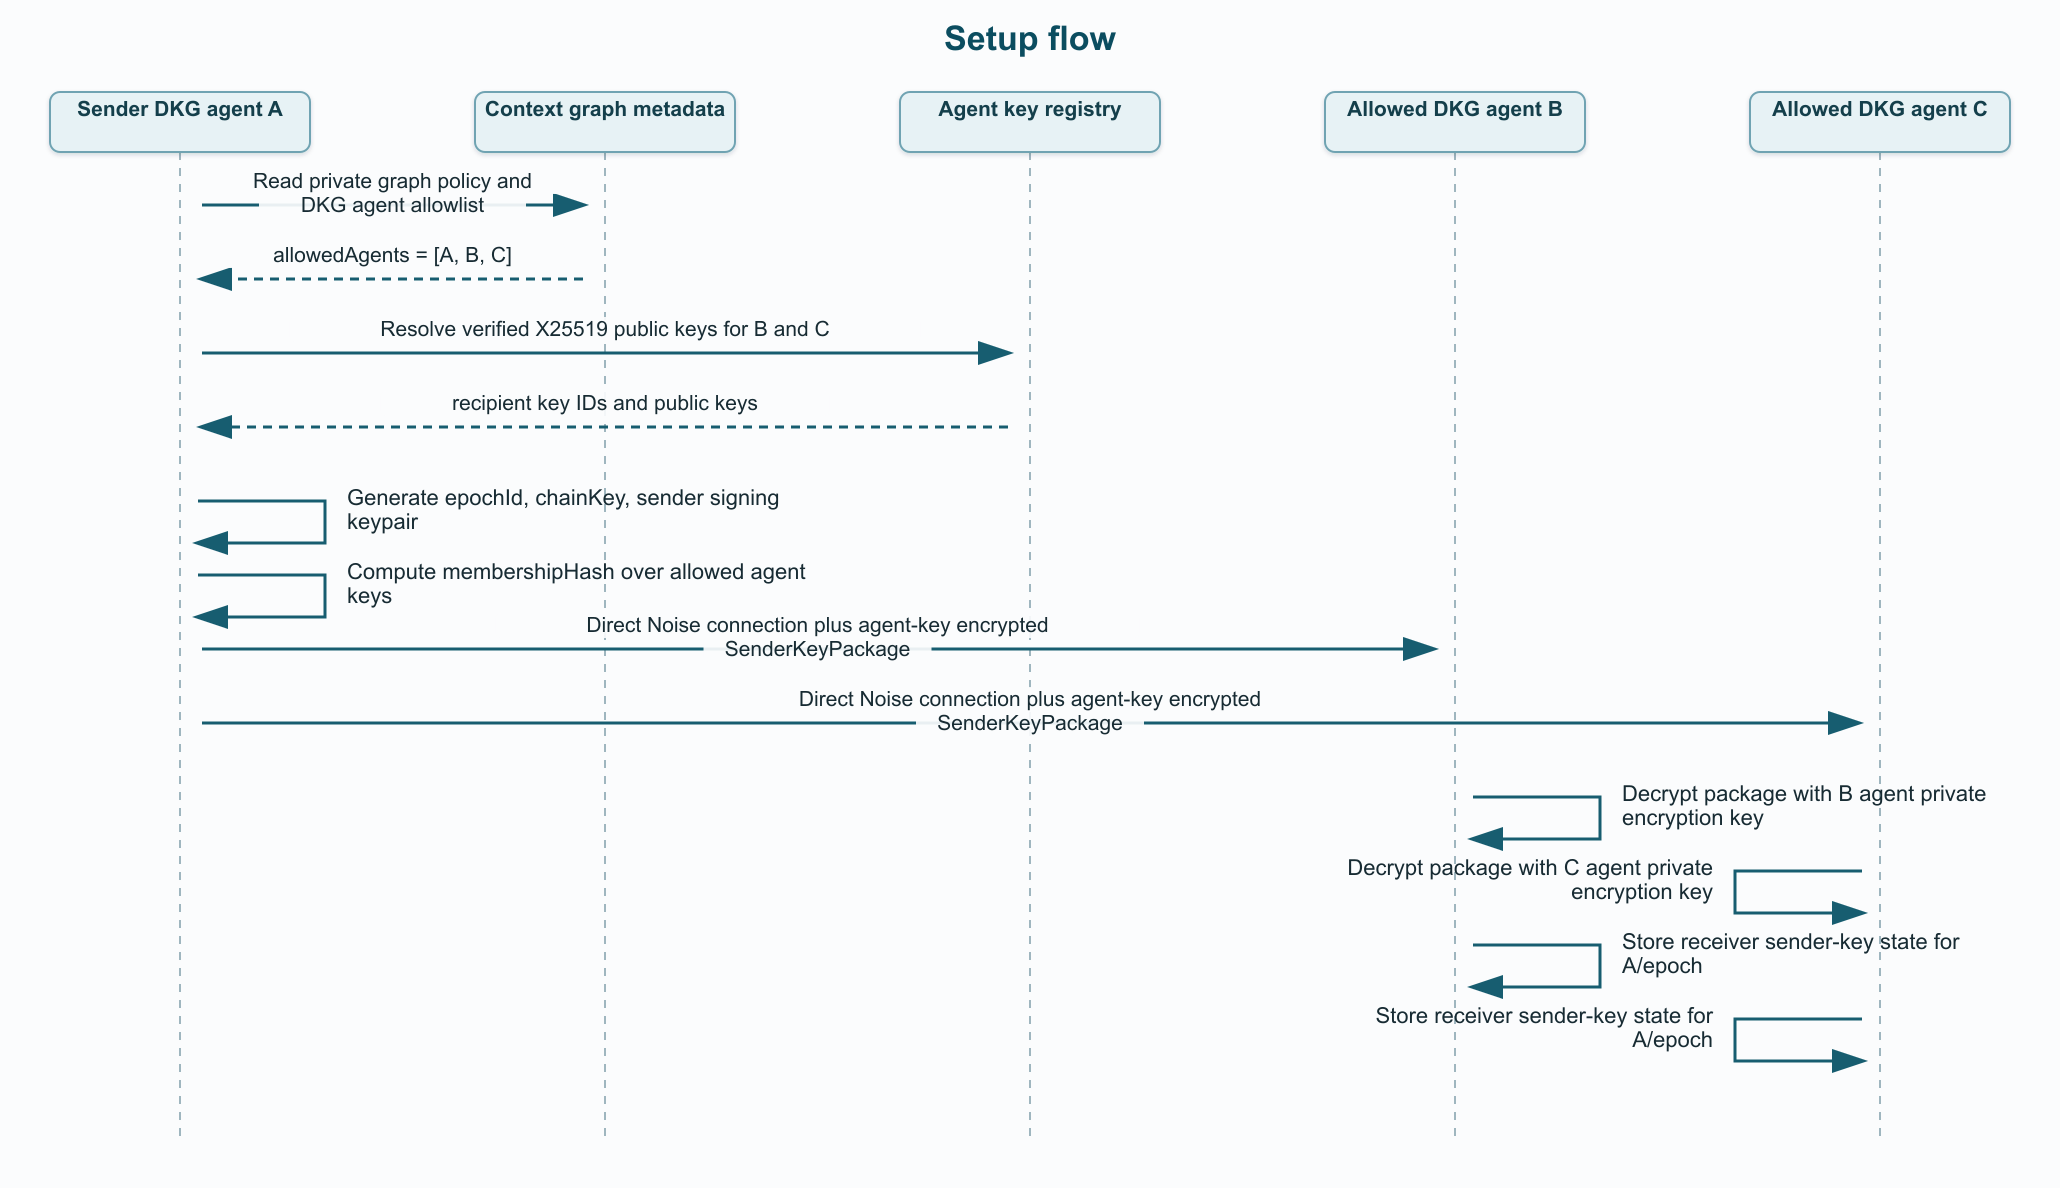 Setup flow
Sender DKG agent A
Context graph metadata
Agent key registry
Allowed DKG agent B
Allowed DKG agent C
Read private graph policy and
DKG agent allowlist
allowedAgents = [A, B, C]
Resolve verified X25519 public keys for B and C
recipient key IDs and public keys
Generate epochId, chainKey, sender signing
keypair
Compute membershipHash over allowed agent
keys
Direct Noise connection plus agent-key encrypted
SenderKeyPackage
Direct Noise connection plus agent-key encrypted
SenderKeyPackage
Decrypt package with B agent private
encryption key
Decrypt package with C agent private
encryption key
Store receiver sender-key state for
A/epoch
Store receiver sender-key state for
A/epoch